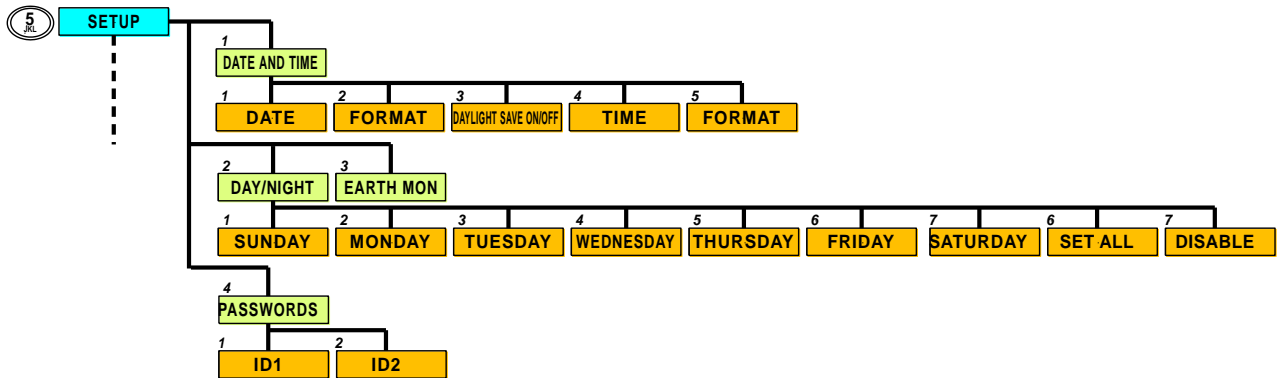 5 SETUP
JKL
1
DATE AND TIME
1 2 3 4 5
DATE FORMAT DAYLIGHT SAVE ON/OFF TIME FORMAT
2 3
DAY/NIGHT EARTH MON
1 2 3 4 5 6 7 6 7
SUNDAY MONDAY TUESDAY WEDNESDAY THURSDAY FRIDAY SATURDAY SET ALL DISABLE
4
PASSWORDS
1 2
ID1 ID2